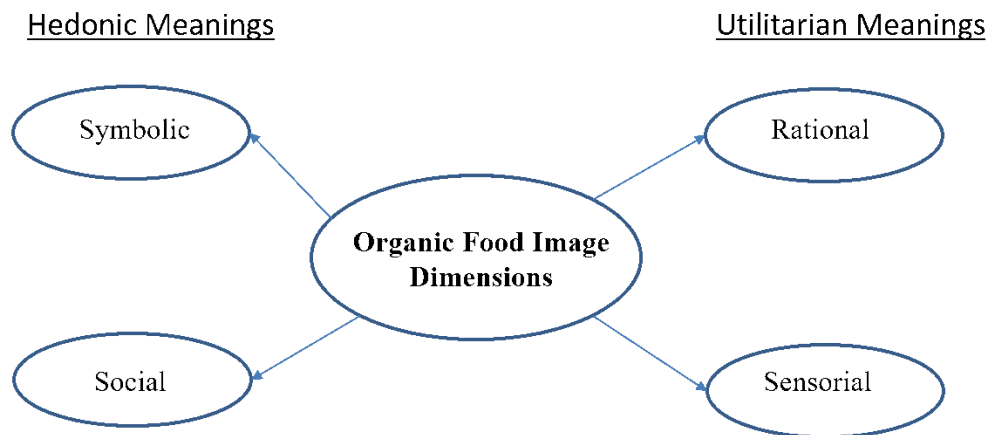 Hedonic Meanings
Utilitarian Meanings
Symbolic
Rational
Organic Food Image
Dimensions
Social
Sensorial